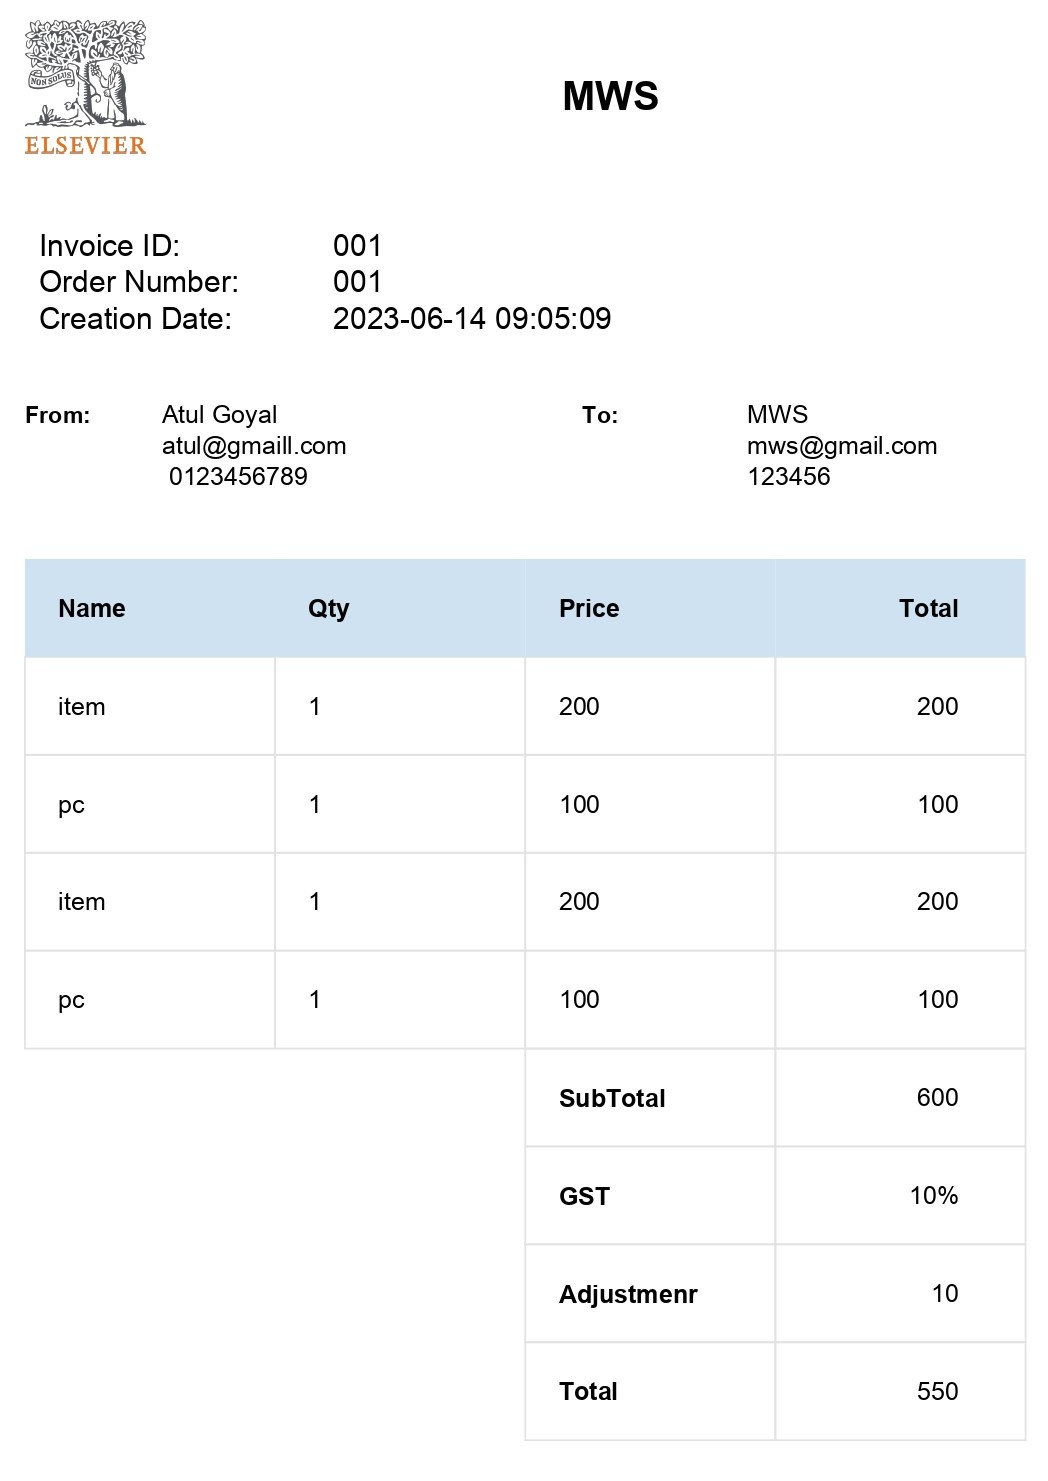 NON SOLUS
ELSEVIER
MWS
Invoice ID: 001
Order Number: 001
Creation Date: 2023-06-14 09:05:09
From: Atul Goyal To: MWS
atul@gmaill.com mws@gmail.com
0123456789 123456
Name Qty Price Total
item 1 200 200
pc 1 100 100
item 1 200 200
pc 1 100 100
SubTotal 600
GST 10%
Adjustmenr 10
Total 550